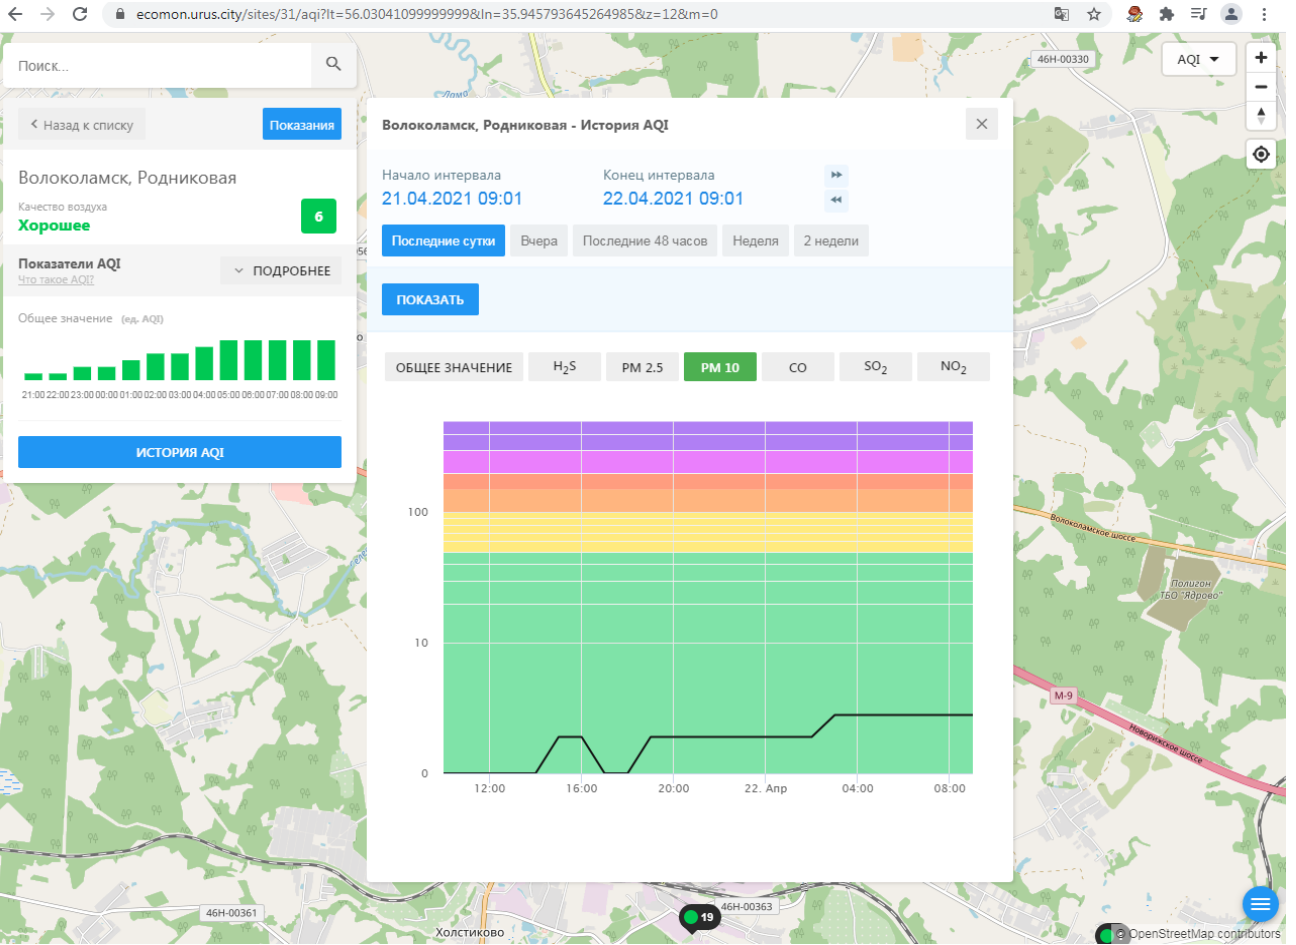 ecomon.urus.city/sites/31/aqi?lt=56.03041099999999&ln=35.945793645264985&z=12&m=0
Поиск...
46Н-00330
AQI
Лама
Назад к списку
Показания
Волоколамск, Родниковая - История AQI
Волоколамск, Родниковая
Качество воздуха
Хорошее
6
Начало интервала
Конец интервала
21.04.2021 09:01
22.04.2021 09:01
Последние сутки
Вчера
Последние 48 часов
Неделя
2 недели
Показатели AQI
Что такое AQI?
ПОДРОБНЕЕ
ПОКАЗАТЬ
Общее значение (ед. AQI)
21:00 22:00 23:00 00:00 01:00 02:00 03:00 04:00 05:00 06:00 07:00 08:00 09:00
ИСТОРИЯ AQI
ОБЩЕЕ ЗНАЧЕНИЕ
H2S
PM 2.5
PM 10
CO
SO2
NO2
100
10
0
12:00
16:00
20:00
22. Апр
04:00
08:00
Волоколамское шоссе
Полигон
ТБО "Ядрово"
М-9
Новорижское шоссе
46Н-00361
46Н-00363
19
Холстиково
© OpenStreetMap contributors